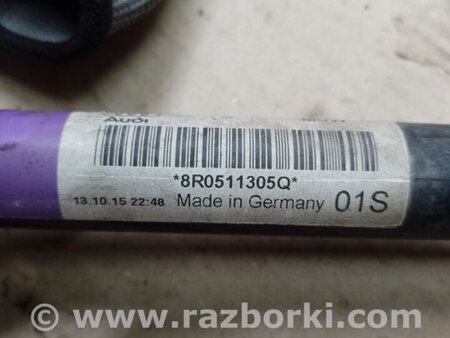 Audi
*8R0511305Q*
13.10.15 22:48 Made in Germany 01S
© www.razborki.com